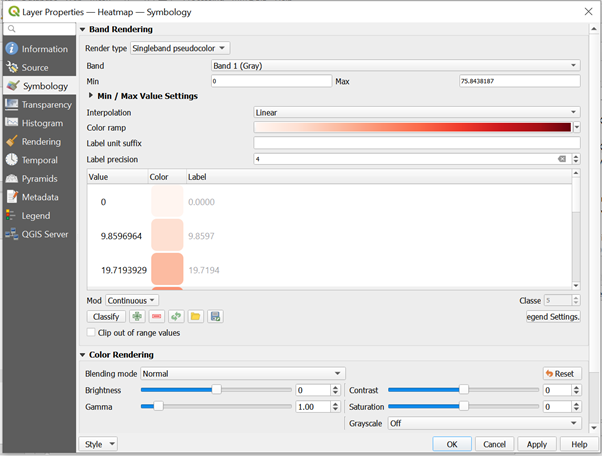 Layer Properties — Heatmap — Symbology
Information
Source
Symbology
Transparency
Histogram
Rendering
Temporal
Pyramids
Metadata
Legend
QGIS Server
Band Rendering
Render type Singleband pseudocolor
Band Band 1 (Gray)
Min 0 Max 75.8438187
Min / Max Value Settings
Interpolation Linear
Color ramp
Label unit suffix
Label precision 4
Value Color Label
0 0.0000
9.8596964 9.8597
19.7193929 19.7194
Mod Continuous Classe 5
Classify egend Settings.
Clip out of range values
Color Rendering
Blending mode Normal Reset
Brightness 0 Contrast 0
Gamma 1.00 Saturation 0
Grayscale Off
Style OK Cancel Apply Help